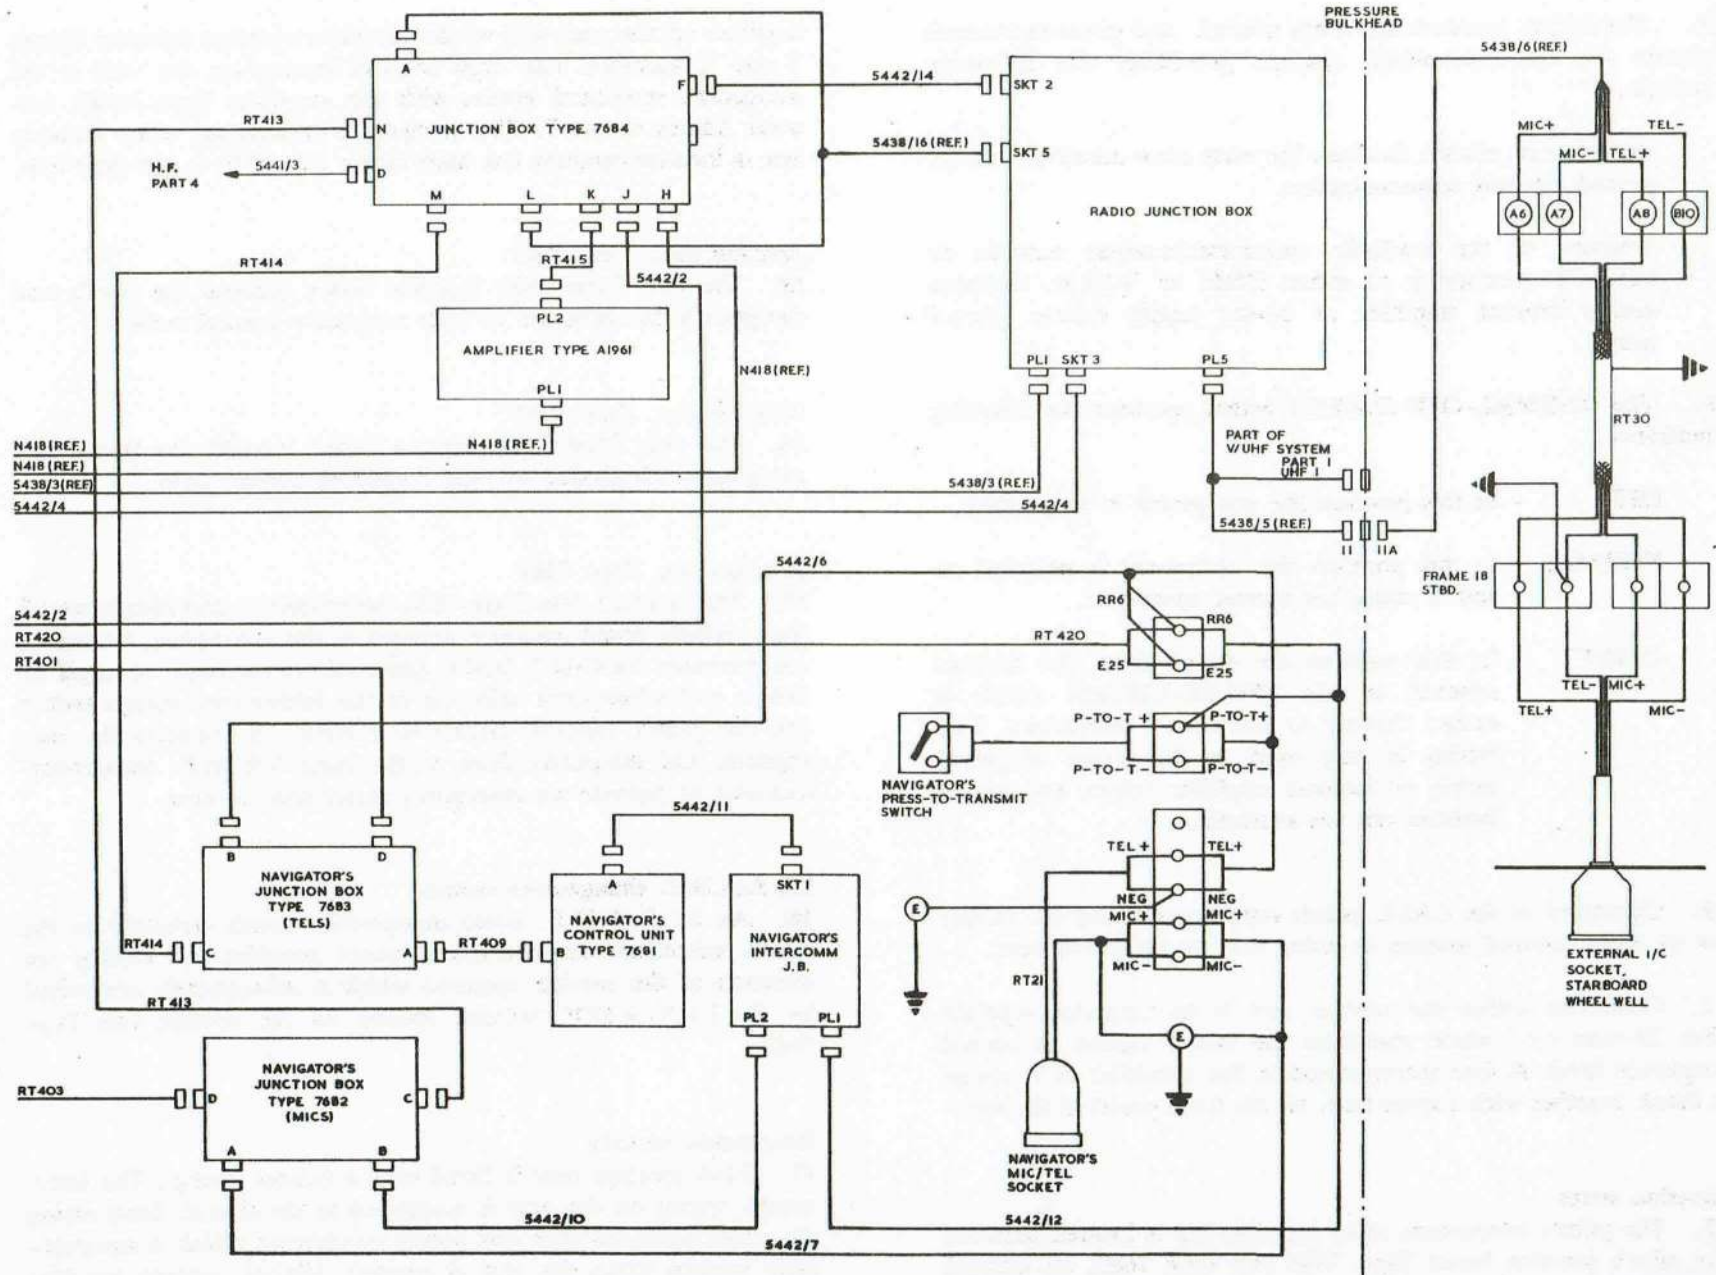 PRESSURE
BULKHEAD
5438/6 (REF.)
A
F
5442/14
SKT 2
RT413
N
JUNCTION BOX TYPE 7684
5438/16 (REF.)
SKT 5
MIC+
TEL-
MIC-
TEL+
H.F.
PART 4
5441/3
D
M
L
K
J
H
RADIO JUNCTION BOX
A6
A7
A8
B10
RT414
RT415
5442/2
PL2
AMPLIFIER TYPE A1961
PL1
N418 (REF.)
PL1
SKT 3
PL5
RT30
N418 (REF.)
N418 (REF.)
N418 (REF.)
5438/3 (REF)
5442/4
PART OF
V/UHF SYSTEM
PART 1
UHF 1
5438/3 (REF.)
5442/4
5438/5 (REF)
11
11A
FRAME 18
STBD.
5442/6
RR6
RR6
5442/2
RT420
RT401
RT 420
E25
E25
TEL-
MIC+
TEL+
MIC-
P-TO-T +
P-TO-T+
P-TO-T -
P-TO-T-
NAVIGATOR'S
PRESS-TO-TRANSMIT
SWITCH
5442/11
B
D
NAVIGATOR'S
JUNCTION BOX
TYPE 7683
(TELS)
RT414
C
A
RT 409
A
B
NAVIGATOR'S
CONTROL UNIT
TYPE 7681
SKT 1
NAVIGATOR'S
INTERCOMM
J.B.
PL2
PL1
TEL +
TEL+
NEG
NEG
MIC+
MIC+
MIC-
MIC-
E
RT21
E
EXTERNAL I/C
SOCKET,
STARBOARD
WHEEL WELL
RT413
RT403
D
NAVIGATOR'S
JUNCTION BOX
TYPE 7682
(MICS)
C
A
B
NAVIGATOR'S
MIC/TEL
SOCKET
5442/10
5442/12
5442/7